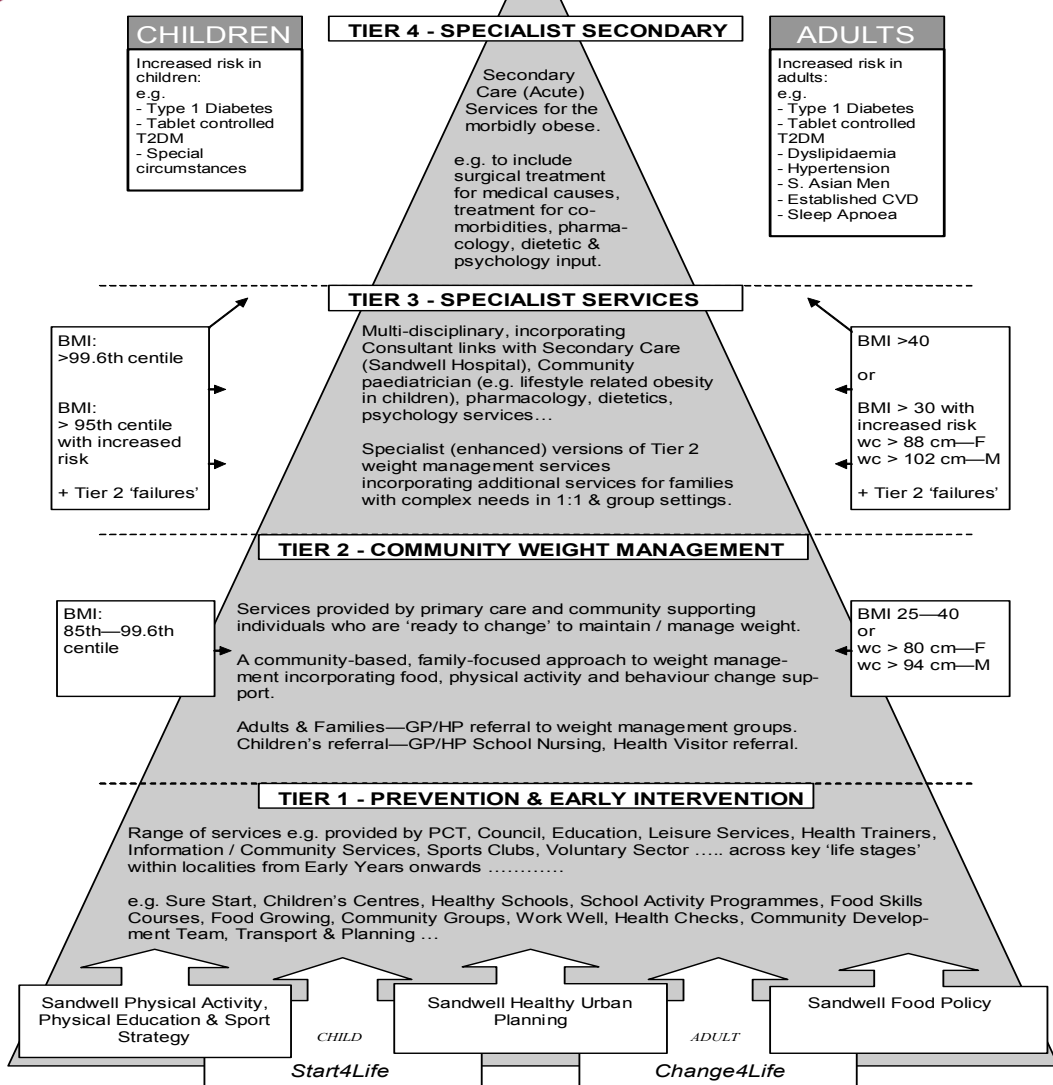 CHILDREN
Increased risk in
children:
e.g.
- Type 1 Diabetes
- Tablet controlled
T2DM
- Special
circumstances
TIER 4 - SPECIALIST SECONDARY
Secondary
Care (Acute)
Services for the
morbidly obese.
e.g. to include
surgical treatment
for medical causes,
treatment for co-
morbidities, pharma-
cology, dietetic &
psychology input.
ADULTS
Increased risk in
adults:
e.g.
- Type 1 Diabetes
- Tablet controlled
T2DM
- Dyslipidaemia
- Hypertension
- S. Asian Men
- Established CVD
- Sleep Apnoea
TIER 3 - SPECIALIST SERVICES
BMI:
>99.6th centile
BMI:
> 95th centile
with increased
risk
+ Tier 2 ‘failures’
Multi-disciplinary, incorporating
Consultant links with Secondary Care
(Sandwell Hospital), Community
paediatrician (e.g. lifestyle related obesity
in children), pharmacology, dietetics,
psychology services…
Specialist (enhanced) versions of Tier 2
weight management services
incorporating additional services for families
with complex needs in 1:1 & group settings.
BMI >40
or
BMI > 30 with
increased risk
wc > 88 cm—F
wc > 102 cm—M
+ Tier 2 ‘failures’
TIER 2 - COMMUNITY WEIGHT MANAGEMENT
BMI:
85th—99.6th
centile
Services provided by primary care and community supporting
individuals who are ‘ready to change’ to maintain / manage weight.
A community-based, family-focused approach to weight manage-
ment incorporating food, physical activity and behaviour change sup-
port.
Adults & Families—GP/HP referral to weight management groups.
Children’s referral—GP/HP School Nursing, Health Visitor referral.
BMI 25—40
or
wc > 80 cm—F
wc > 94 cm—M
TIER 1 - PREVENTION & EARLY INTERVENTION
Range of services e.g. provided by PCT, Council, Education, Leisure Services, Health Trainers,
Information / Community Services, Sports Clubs, Voluntary Sector ….. across key ‘life stages’
within localities from Early Years onwards …………
e.g. Sure Start, Children’s Centres, Healthy Schools, School Activity Programmes, Food Skills
Courses, Food Growing, Community Groups, Work Well, Health Checks, Community Develop-
ment Team, Transport & Planning …
Sandwell Physical Activity,
Physical Education & Sport
Strategy
CHILD
Start4Life
Sandwell Healthy Urban
Planning
ADULT
Change4Life
Sandwell Food Policy